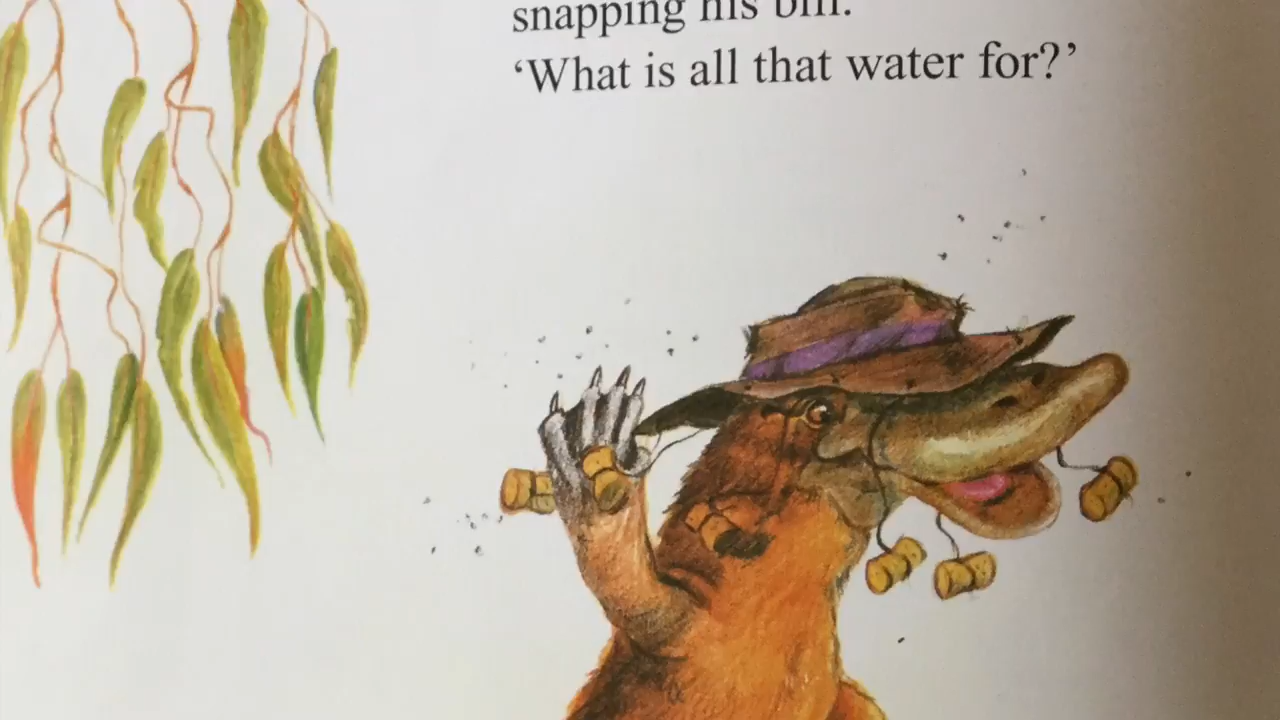 snapping his bill.
‘What is all that water for?’